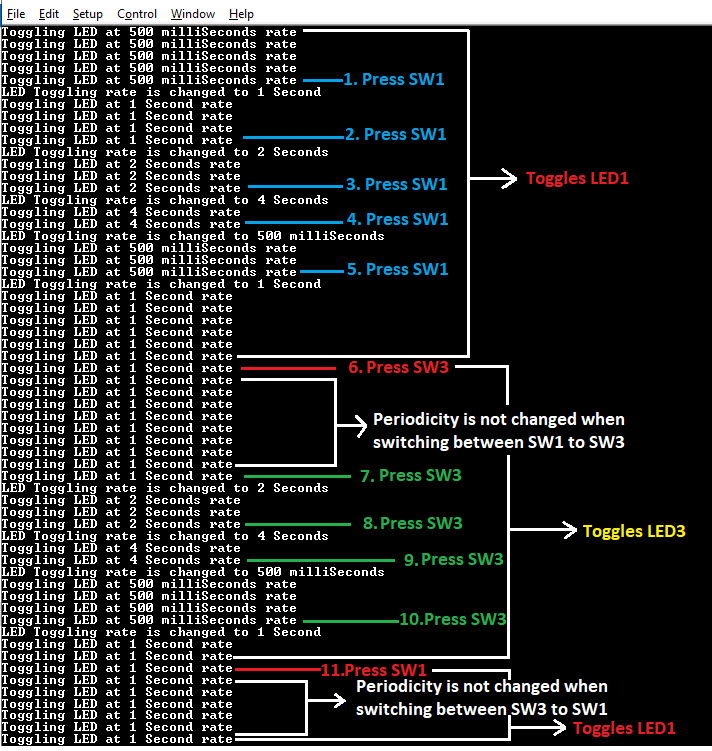 File Edit Setup Control Window Help
Toggling LED at 500 milliSeconds rate
Toggling LED at 500 milliSeconds rate
Toggling LED at 500 milliSeconds rate
Toggling LED at 500 milliSeconds rate
Toggling LED at 500 milliSeconds rate 1. Press SW1
LED Toggling rate is changed to 1 Second
Toggling LED at 1 Second rate
Toggling LED at 1 Second rate
Toggling LED at 1 Second rate
Toggling LED at 1 Second rate 2. Press SW1
LED Toggling rate is changed to 2 Seconds
Toggling LED at 2 Seconds rate
Toggling LED at 2 Seconds rate Toggles LED1
Toggling LED at 2 Seconds rate 3. Press SW1
LED Toggling rate is changed to 4 Seconds
Toggling LED at 4 Seconds rate
Toggling LED at 4 Seconds rate 4. Press SW1
LED Toggling rate is changed to 500 milliSeconds
Toggling LED at 500 milliSeconds rate
Toggling LED at 500 milliSeconds rate
Toggling LED at 500 milliSeconds rate 5. Press SW1
LED Toggling rate is changed to 1 Second
Toggling LED at 1 Second rate
Toggling LED at 1 Second rate
Toggling LED at 1 Second rate
Toggling LED at 1 Second rate
Toggling LED at 1 Second rate
Toggling LED at 1 Second rate
Toggling LED at 1 Second rate 6. Press SW3
Toggling LED at 1 Second rate
Toggling LED at 1 Second rate
Toggling LED at 1 Second rate
Toggling LED at 1 Second rate Periodicity is not changed when
Toggling LED at 1 Second rate
Toggling LED at 1 Second rate switching between SW1 to SW3
Toggling LED at 1 Second rate
Toggling LED at 1 Second rate
Toggling LED at 1 Second rate 7. Press SW3
LED Toggling rate is changed to 2 Seconds
Toggling LED at 2 Seconds rate
Toggling LED at 2 Seconds rate
Toggling LED at 2 Seconds rate 8. Press SW3
LED Toggling rate is changed to 4 Seconds Toggles LED3
Toggling LED at 4 Seconds rate
Toggling LED at 4 Seconds rate 9. Press SW3
LED Toggling rate is changed to 500 milliSeconds
Toggling LED at 500 milliSeconds rate
Toggling LED at 500 milliSeconds rate
Toggling LED at 500 milliSeconds rate
Toggling LED at 500 milliSeconds rate 10.Press SW3
LED Toggling rate is changed to 1 Second
Toggling LED at 1 Second rate
Toggling LED at 1 Second rate
Toggling LED at 1 Second rate 11.Press SW1
Toggling LED at 1 Second rate Periodicity is not changed when
Toggling LED at 1 Second rate
Toggling LED at 1 Second rate switching between SW3 to SW1
Toggling LED at 1 Second rate
Toggling LED at 1 Second rate Toggles LED1
Toggling LED at 1 Second rate